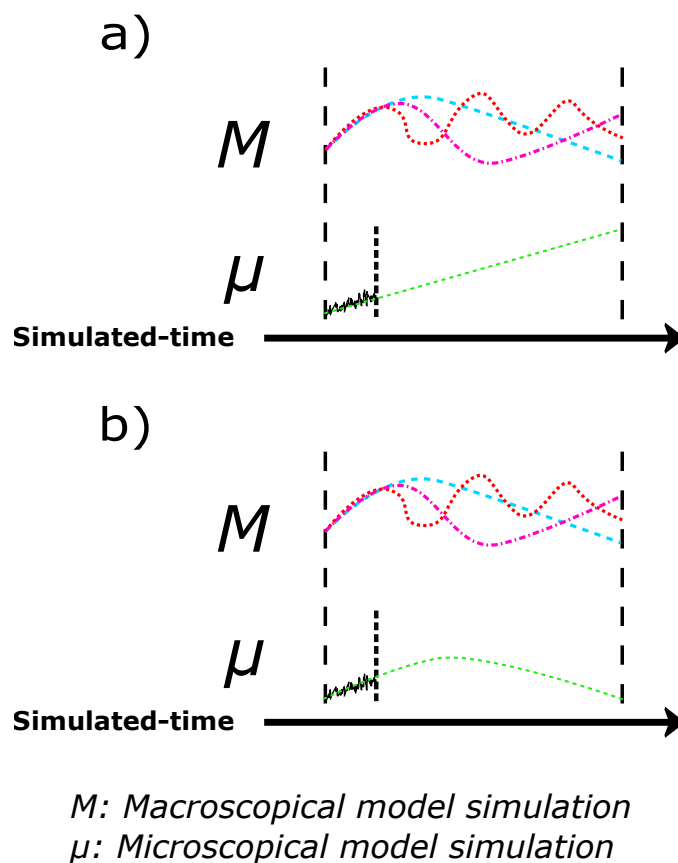 a)
M
μ
Simulated-time
b)
M
μ
Simulated-time
M: Macroscopical model simulation
μ: Microscopical model simulation